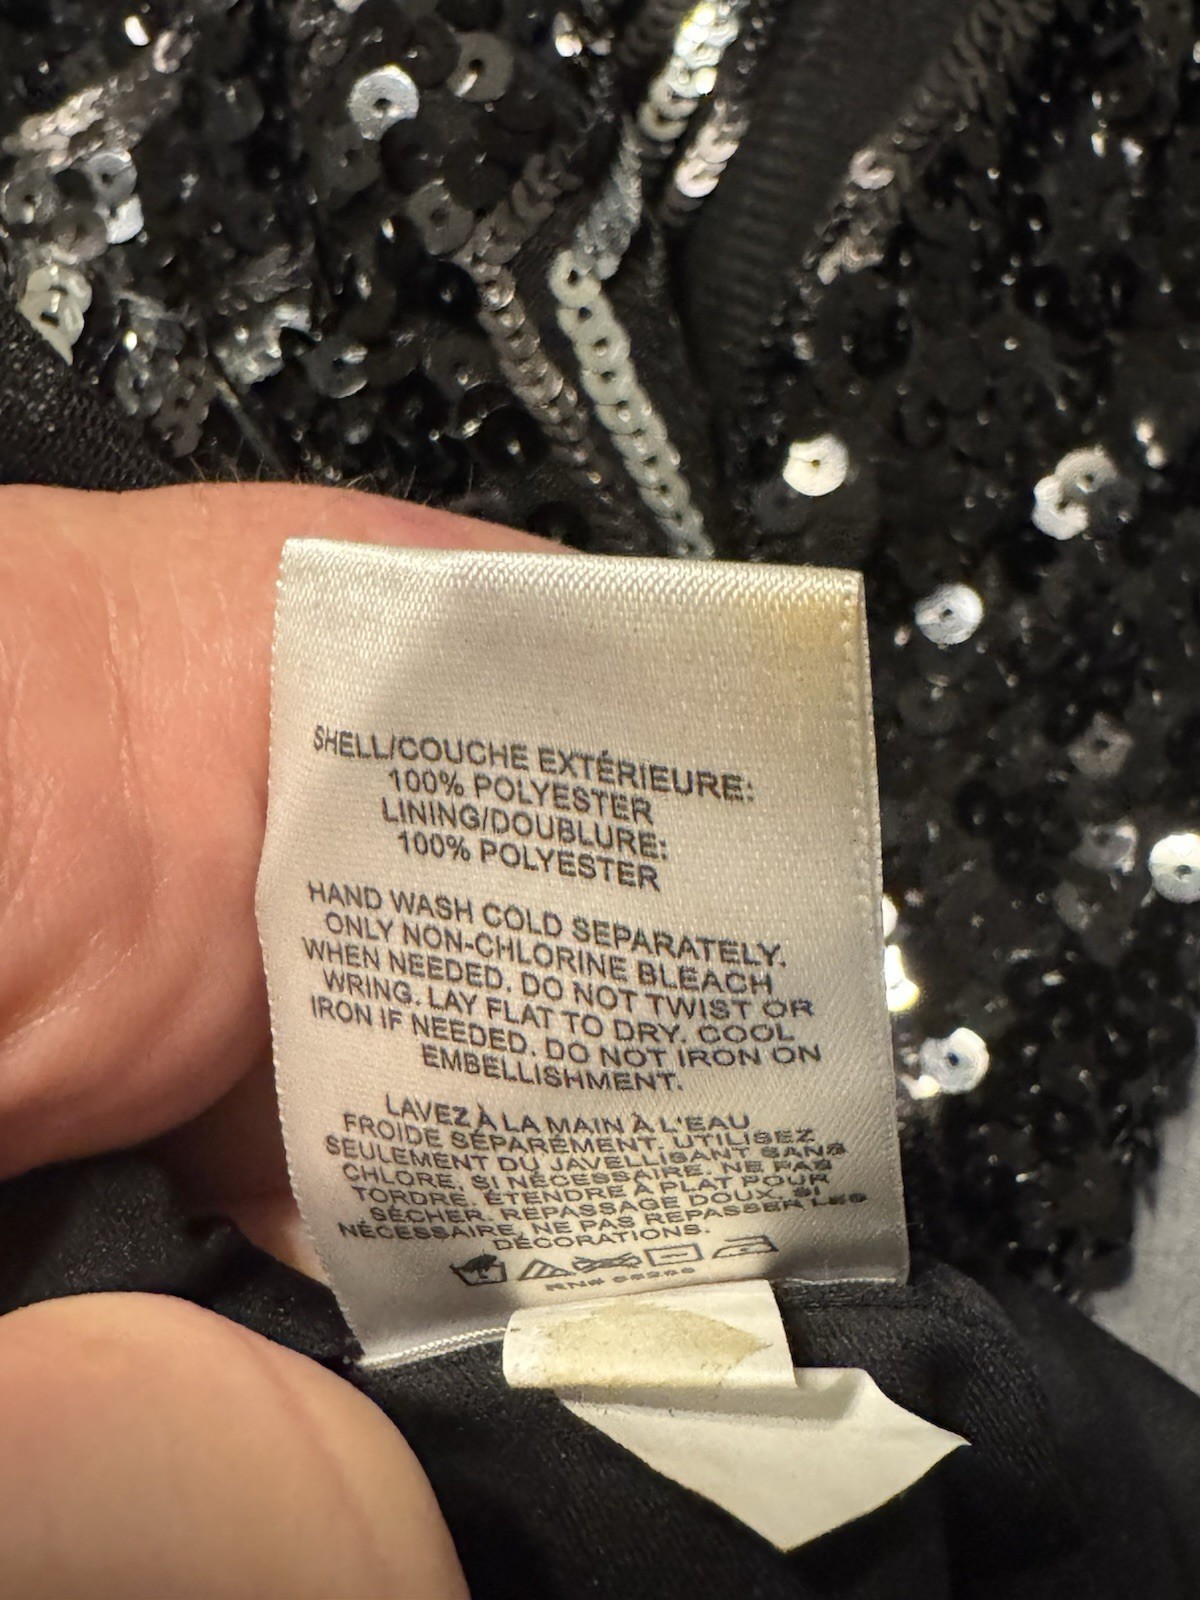 SHELL/COUCHE EXTÉRIEURE:
100% POLYESTER
LINING/DOUBLURE:
100% POLYESTER
HAND WASH COLD SEPARATELY.
ONLY NON-CHLORINE BLEACH
WHEN NEEDED. DO NOT TWIST OR
WRING. LAY FLAT TO DRY. COOL
IRON IF NEEDED. DO NOT IRON ON
EMBELLISHMENT.
LAVEZ À LA MAIN À L'EAU
FROIDE SÉPARÉMENT. UTILISEZ
SEULEMENT DU JAVELLISANT SANS
CHLORE, SI NÉCESSAIRE. NE PAS
TORDRE. ÉTENDRE À PLAT POUR
SÉCHER. REPASSAGE DOUX, SI
NÉCESSAIRE, NE PAS REPASSER LES
DÉCORATIONS.
RN#